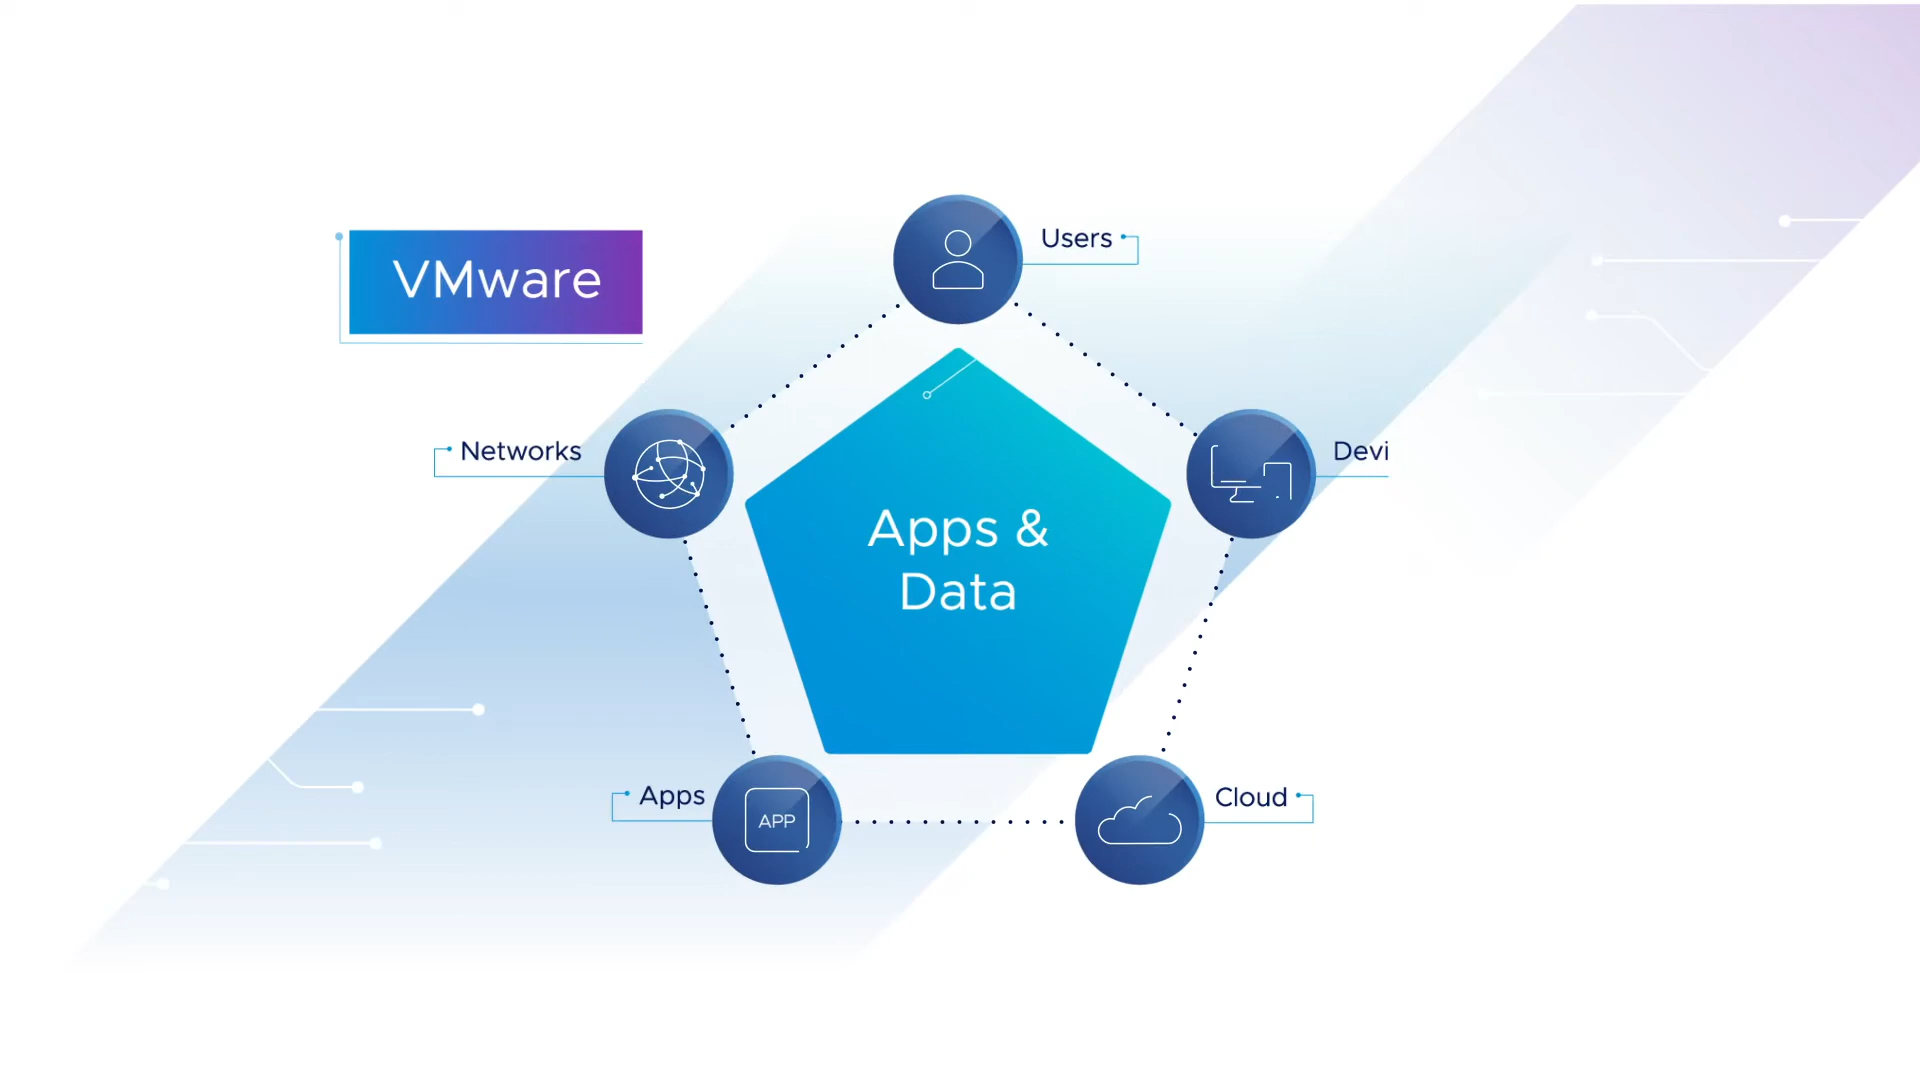 Users
VMware
Networks
Devi
Apps &
Data
Apps
APP
Cloud